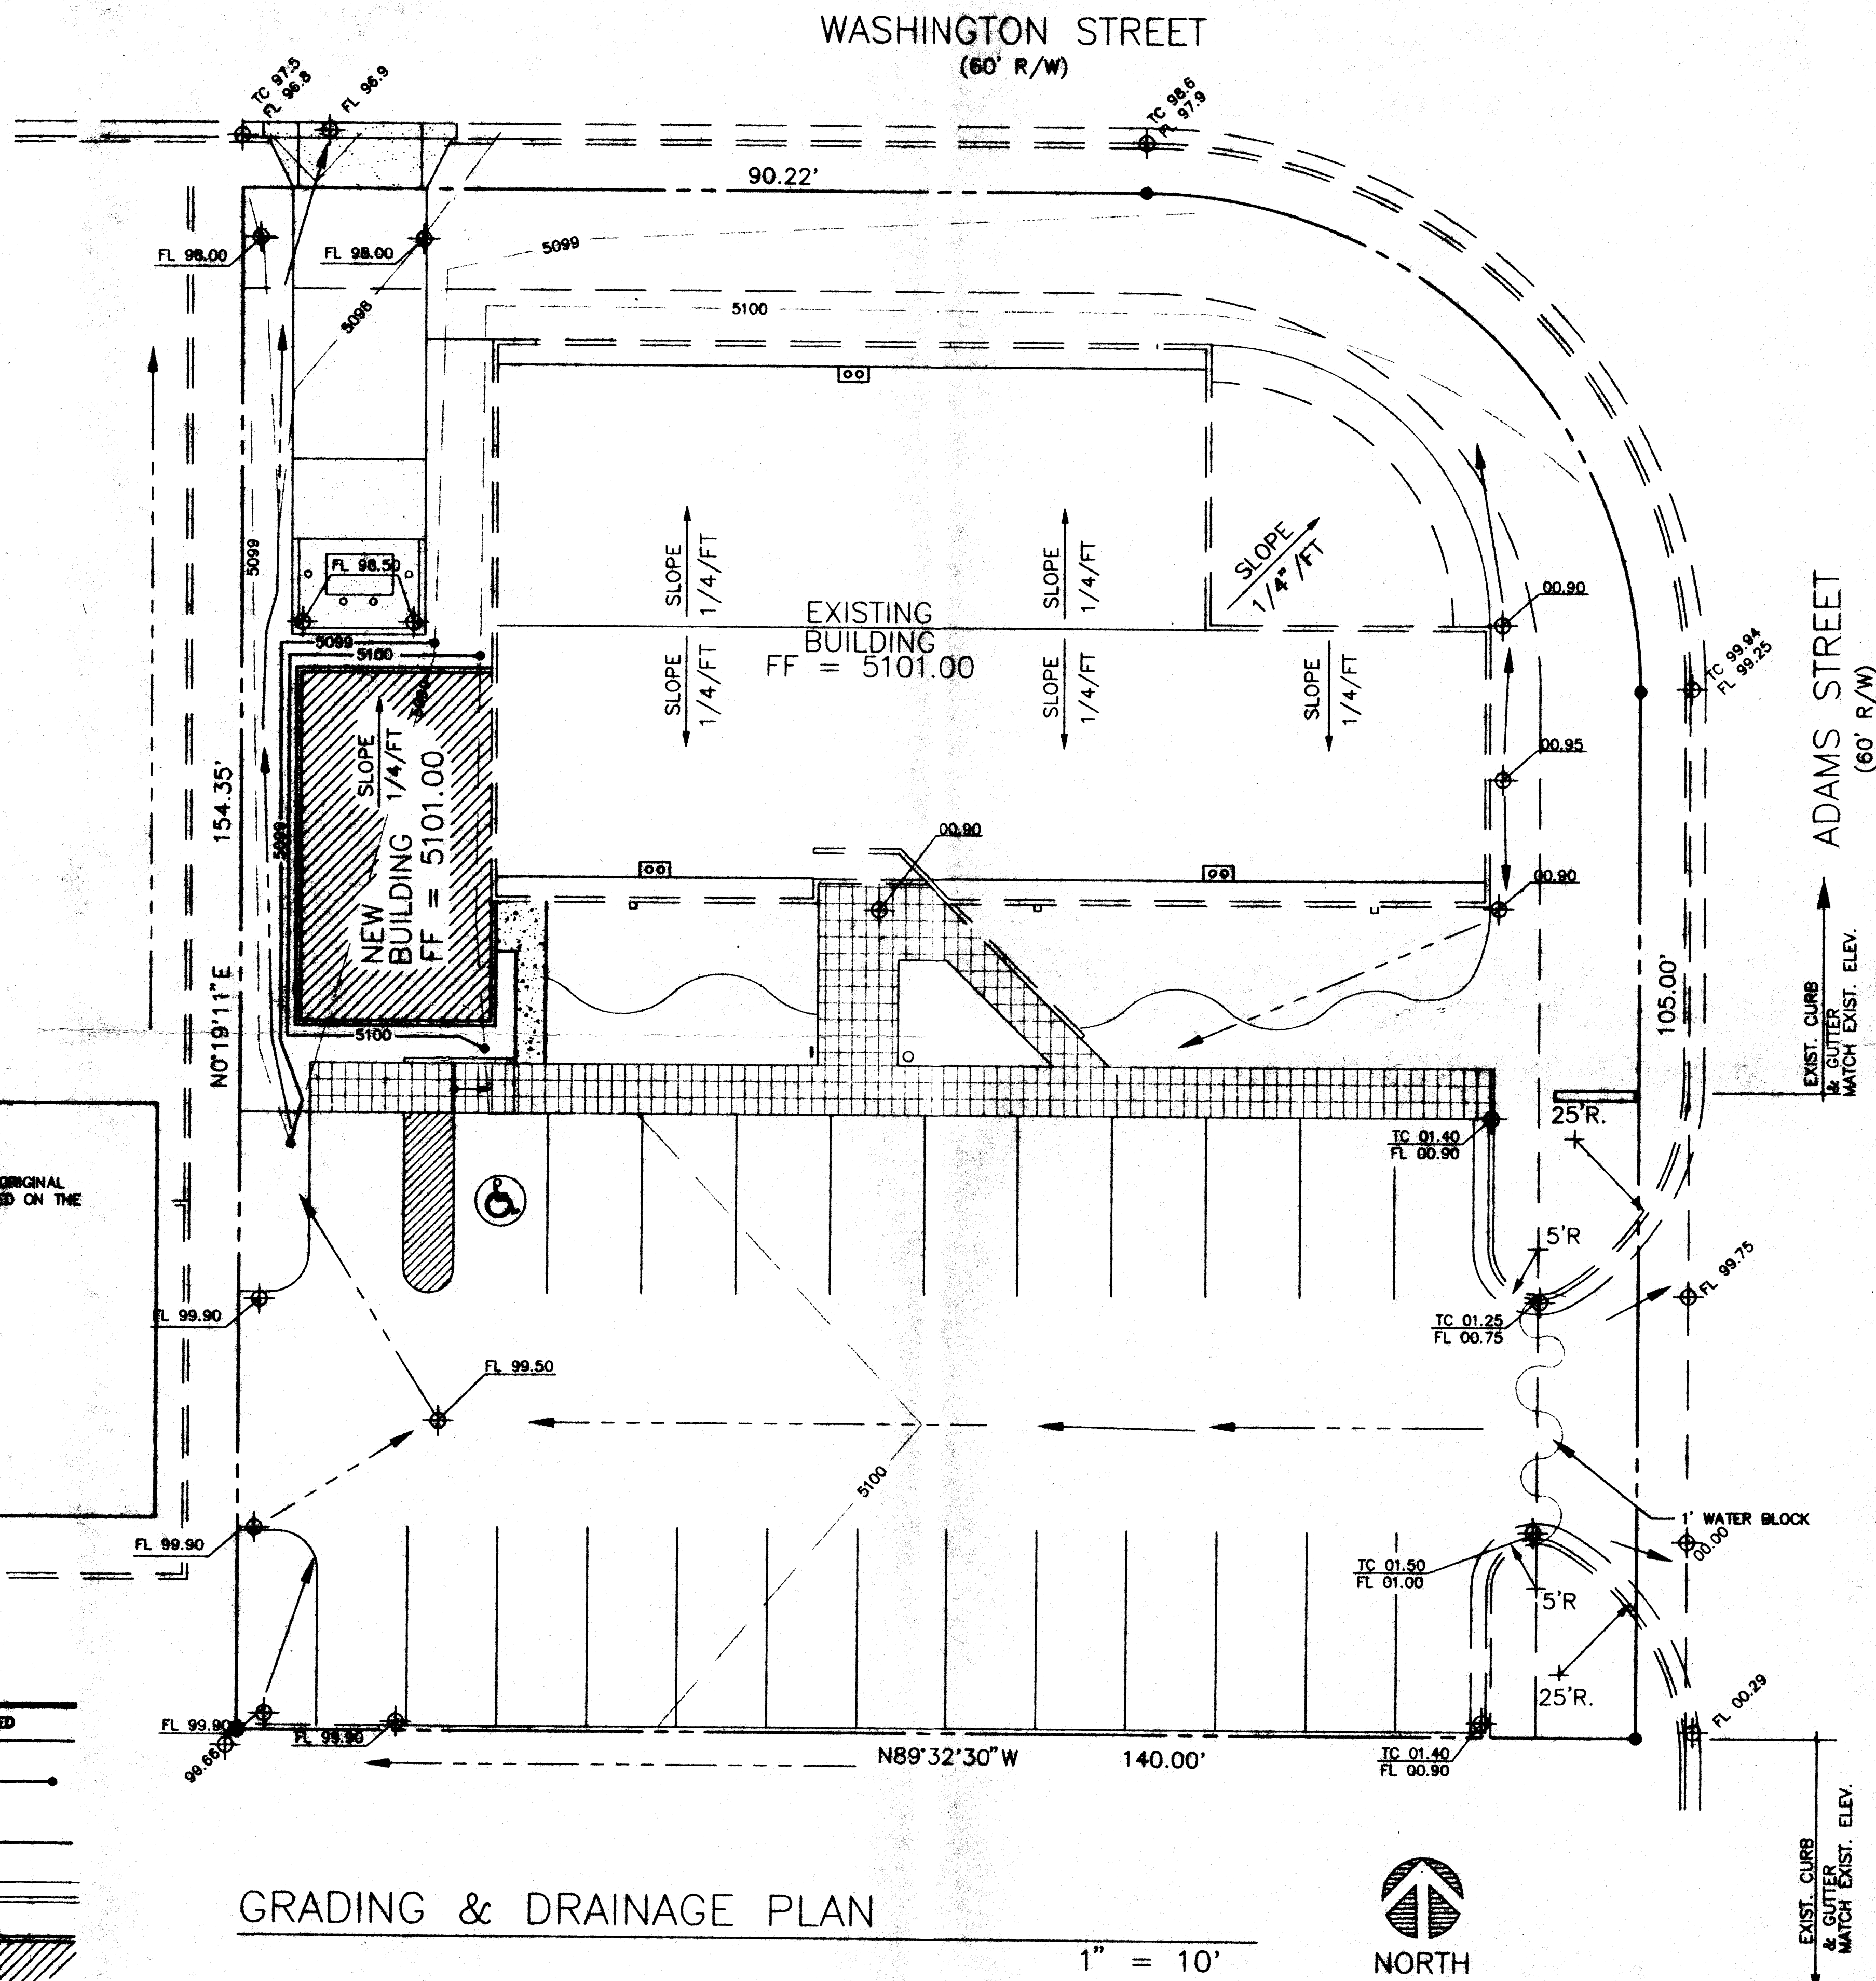 WASHINGTON STREET
(60' R/W)
TC 97.5
FL 96.8
FL 96.9
TC 98.6
FL 97.9
90.22'
FL 98.00
FL 98.00
5099
5098
5100
5099
FL 98.50
SLOPE
1/4/FT
SLOPE
1/4/FT
SLOPE
1/4"/FT
EXISTING
BUILDING
FF = 5101.00
SLOPE
1/4/FT
SLOPE
1/4/FT
SLOPE
1/4/FT
00.90
TC 99.94
FL 99.25
ADAMS STREET
(60' R/W)
5099
5100
SLOPE
1/4/FT
NEW
BUILDING
FF = 5101.00
5099
00.95
00.90
00.90
154.35'
N0°19'11"E
5100
105.00'
EXIST. CURB
& GUTTER
MATCH EXIST. ELEV.
25'R.
TC 01.40
FL 00.90
ORIGINAL
ED ON THE
5'R
FL 99.75
FL 99.90
TC 01.25
FL 00.75
FL 99.50
5100
1' WATER BLOCK
00.00
FL 99.90
TC 01.50
FL 01.00
5'R
25'R.
FL 00.29
ED
FL 99.90
FL 99.90
99.66
N89°32'30"W
140.00'
TC 01.40
FL 00.90
EXIST. CURB
& GUTTER
MATCH EXIST. ELEV.
GRADING & DRAINAGE PLAN
1" = 10'
NORTH